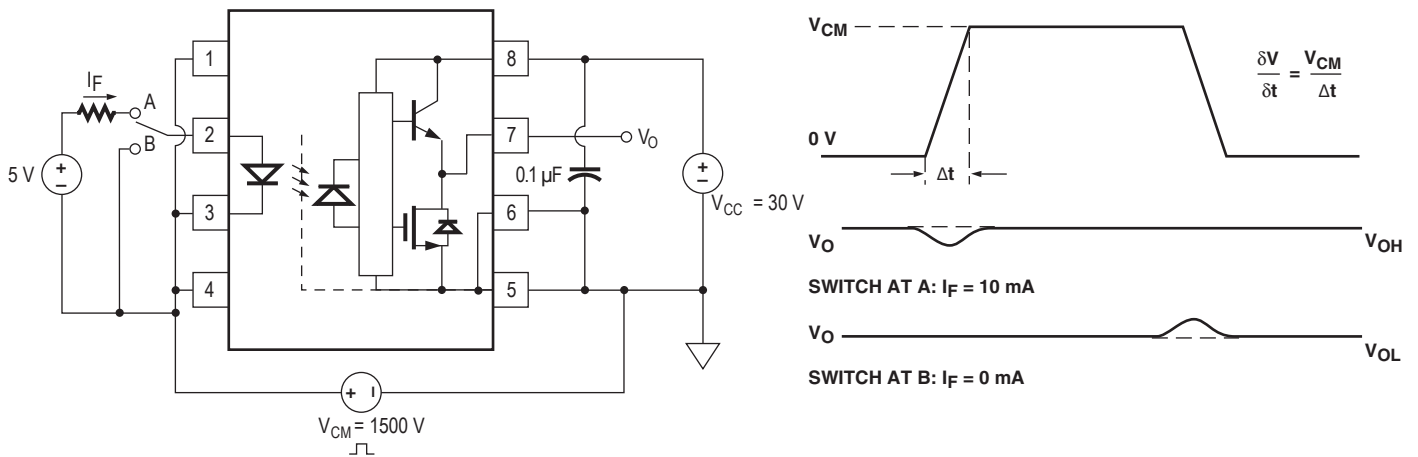 I_F
A
B
5 V
+
−
1
2
3
4
8
7
6
5
V_O
0.1 µF
+
−
V_CC = 30 V
+
−
V_CM = 1500 V
V_CM
0 V
Δt
δV/δt = V_CM/Δt
V_O
V_OH
SWITCH AT A: I_F = 10 mA
V_O
V_OL
SWITCH AT B: I_F = 0 mA